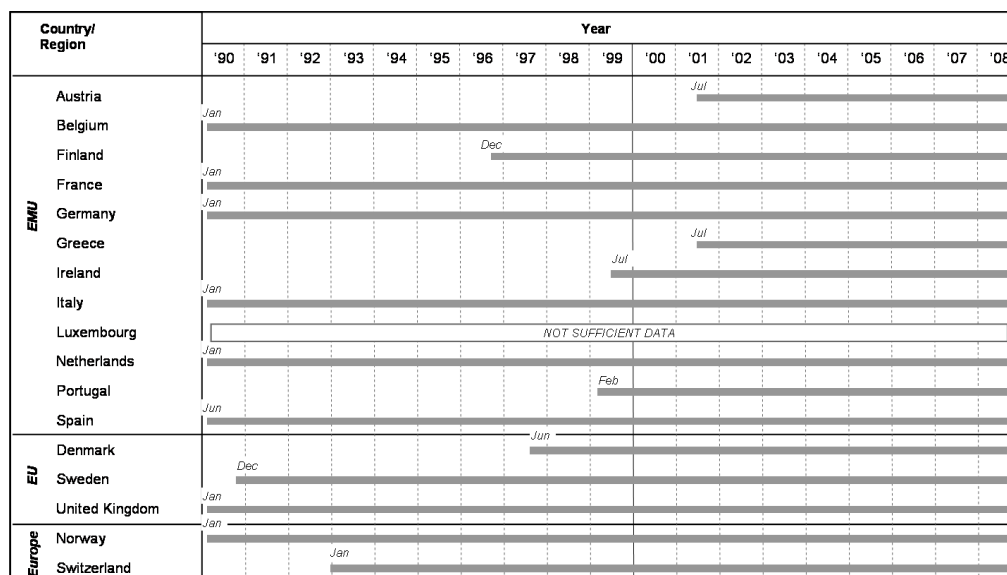 Country/
Region
Year
'90 '91 '92 '93 '94 '95 '96 '97 '98 '99 '00 '01 '02 '03 '04 '05 '06 '07 '08
EMU
Austria Jul
Belgium Jan
Finland Dec
France Jan
Germany Jan
Greece Jul
Ireland Jul
Italy Jan
Luxembourg NOT SUFFICIENT DATA
Netherlands Jan
Portugal Feb
Spain Jun
EU
Denmark Jun
Sweden Dec
United Kingdom Jan
Europe
Norway Jan
Switzerland Jan